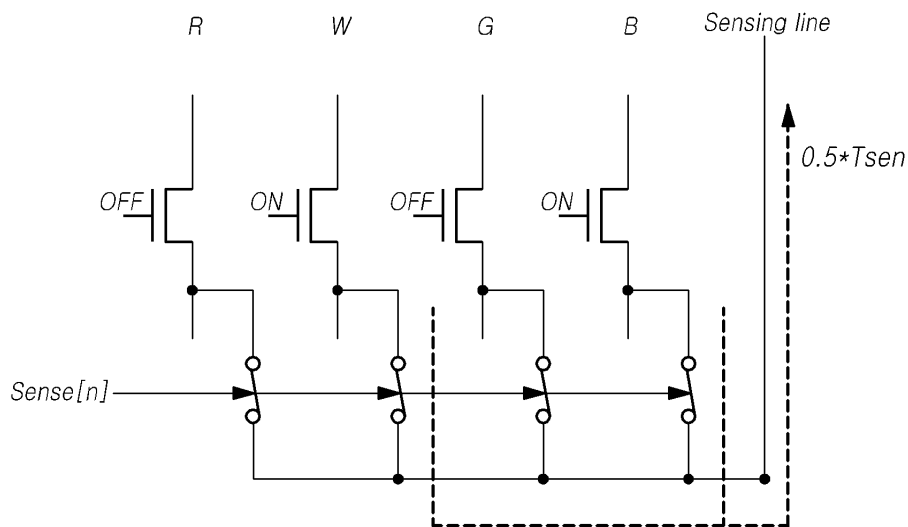 R W G B Sensing line
0.5*Tsen
OFF ON OFF ON
Sense[n]